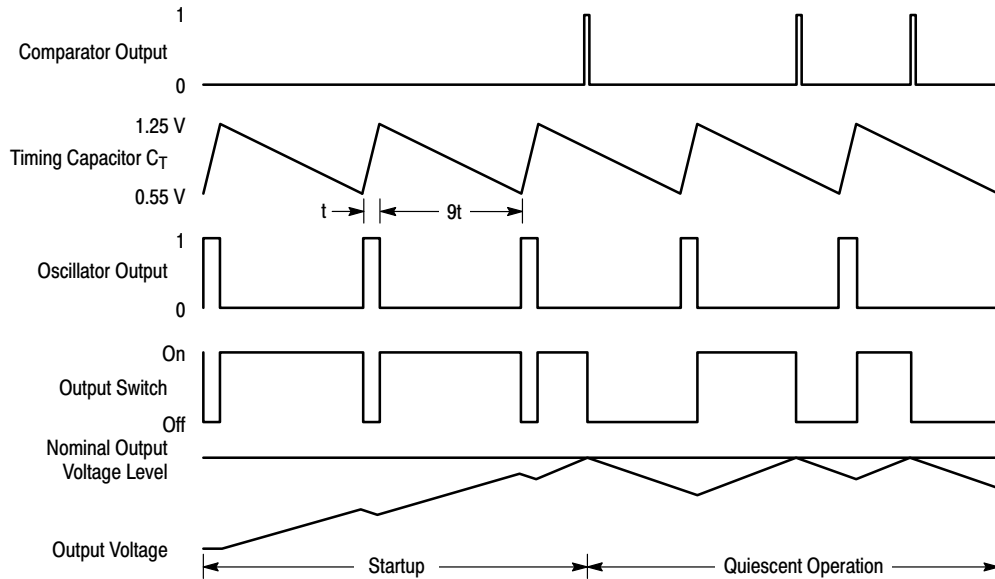 1
Comparator Output
0
1.25 V
Timing Capacitor CT
0.55 V
t
9t
1
Oscillator Output
0
On
Output Switch
Off
Nominal Output
Voltage Level
Output Voltage
Startup
Quiescent Operation